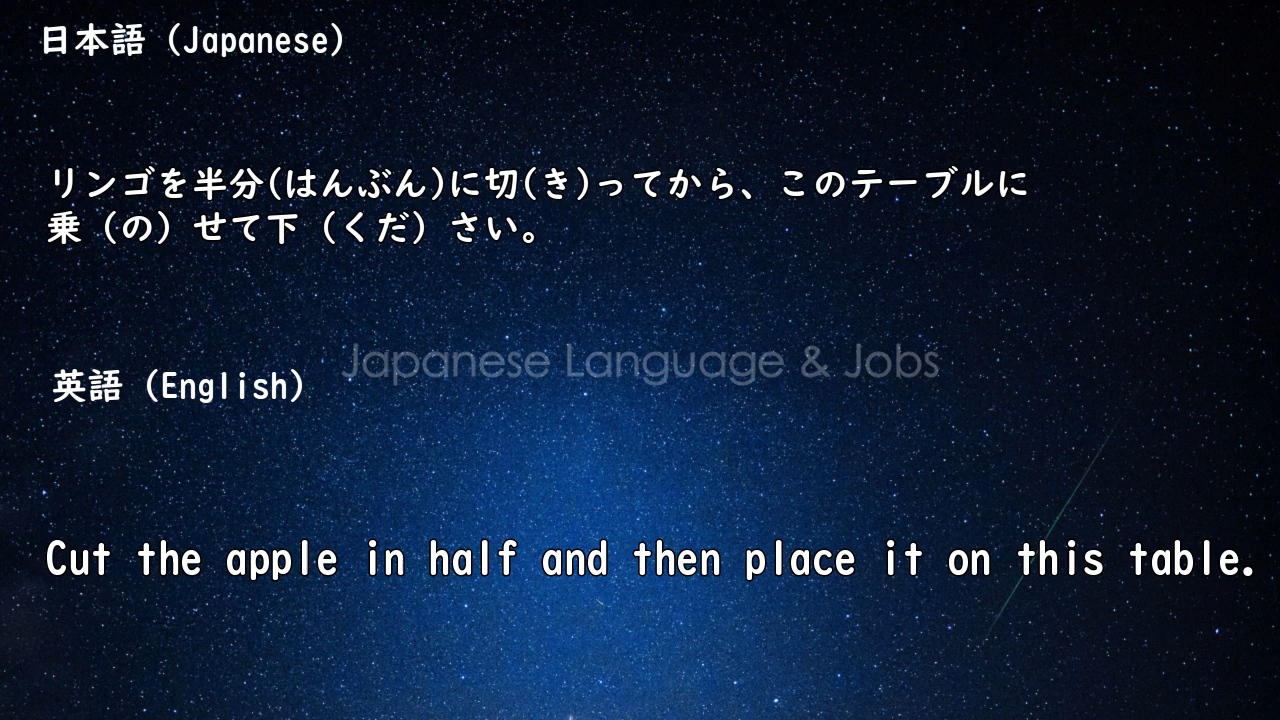 日本語（Japanese）
リンゴを半分(はんぶん)に切(き)ってから、このテーブルに
乗（の）せて下（くだ）さい。
Japanese Language & Jobs
英語（English）
Cut the apple in half and then place it on this table.